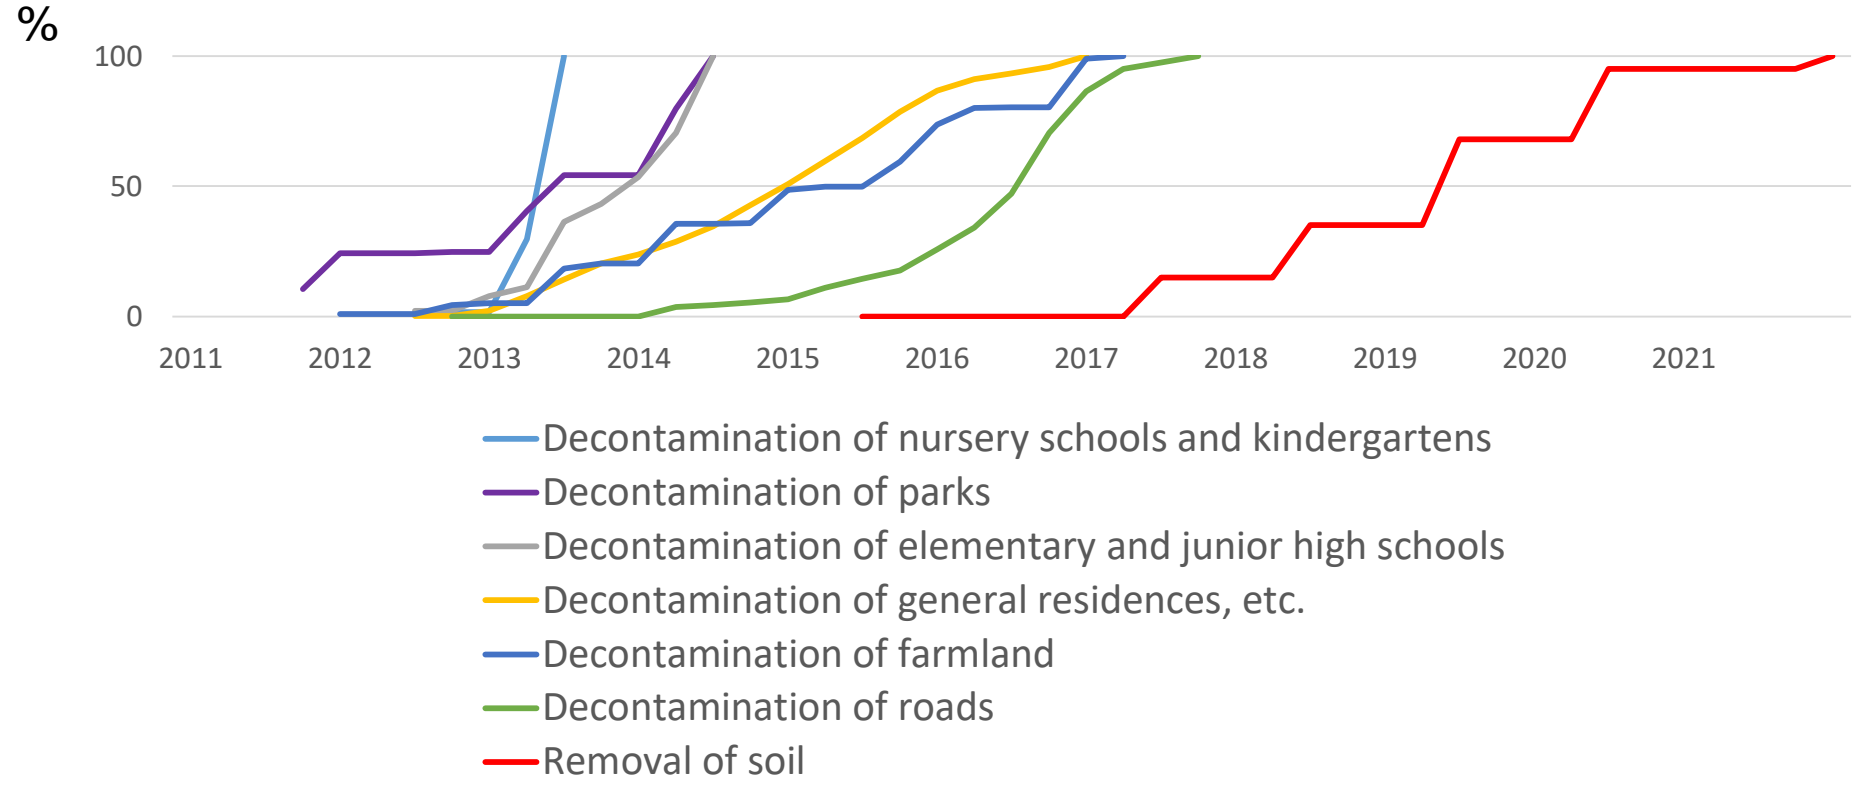 %
100
50
0
2011 2012 2013 2014 2015 2016 2017 2018 2019 2020 2021
Decontamination of nursery schools and kindergartens
Decontamination of parks
Decontamination of elementary and junior high schools
Decontamination of general residences, etc.
Decontamination of farmland
Decontamination of roads
Removal of soil